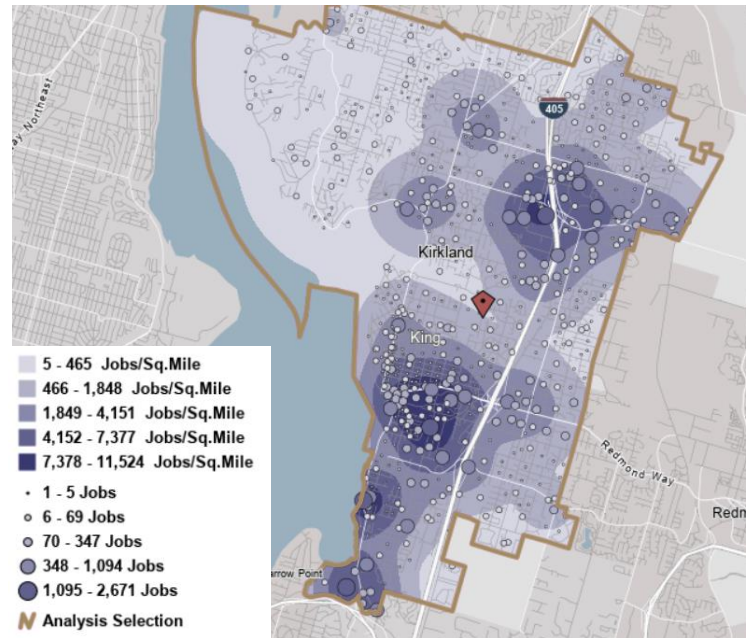 405
ay Northeast
Kirkland
King
5 - 465 Jobs/Sq.Mile
466 - 1,848 Jobs/Sq.Mile
1,849 - 4,151 Jobs/Sq.Mile
4,152 - 7,377 Jobs/Sq.Mile
7,378 - 11,524 Jobs/Sq.Mile
1 - 5 Jobs
6 - 69 Jobs
70 - 347 Jobs
348 - 1,094 Jobs
1,095 - 2,671 Jobs
Analysis Selection
Redmond Way
Redm
arrow Point